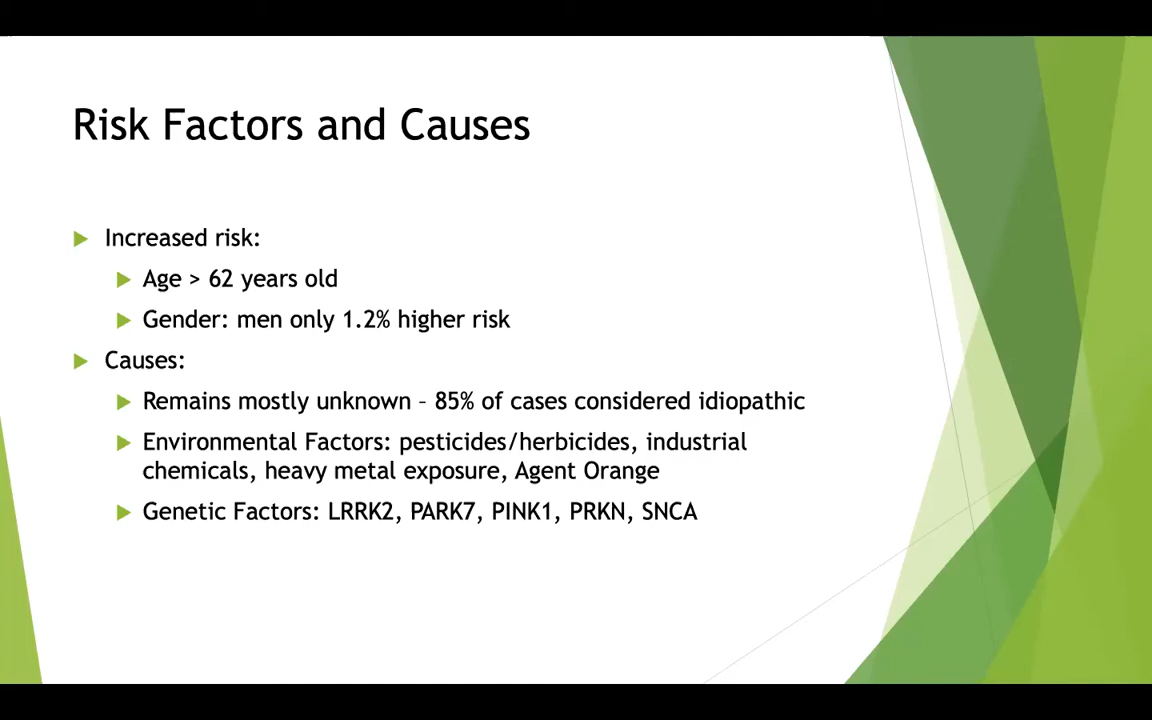 Risk Factors and Causes
Increased risk:
Age > 62 years old
Gender: men only 1.2% higher risk
Causes:
Remains mostly unknown – 85% of cases considered idiopathic
Environmental Factors: pesticides/herbicides, industrial
chemicals, heavy metal exposure, Agent Orange
Genetic Factors: LRRK2, PARK7, PINK1, PRKN, SNCA